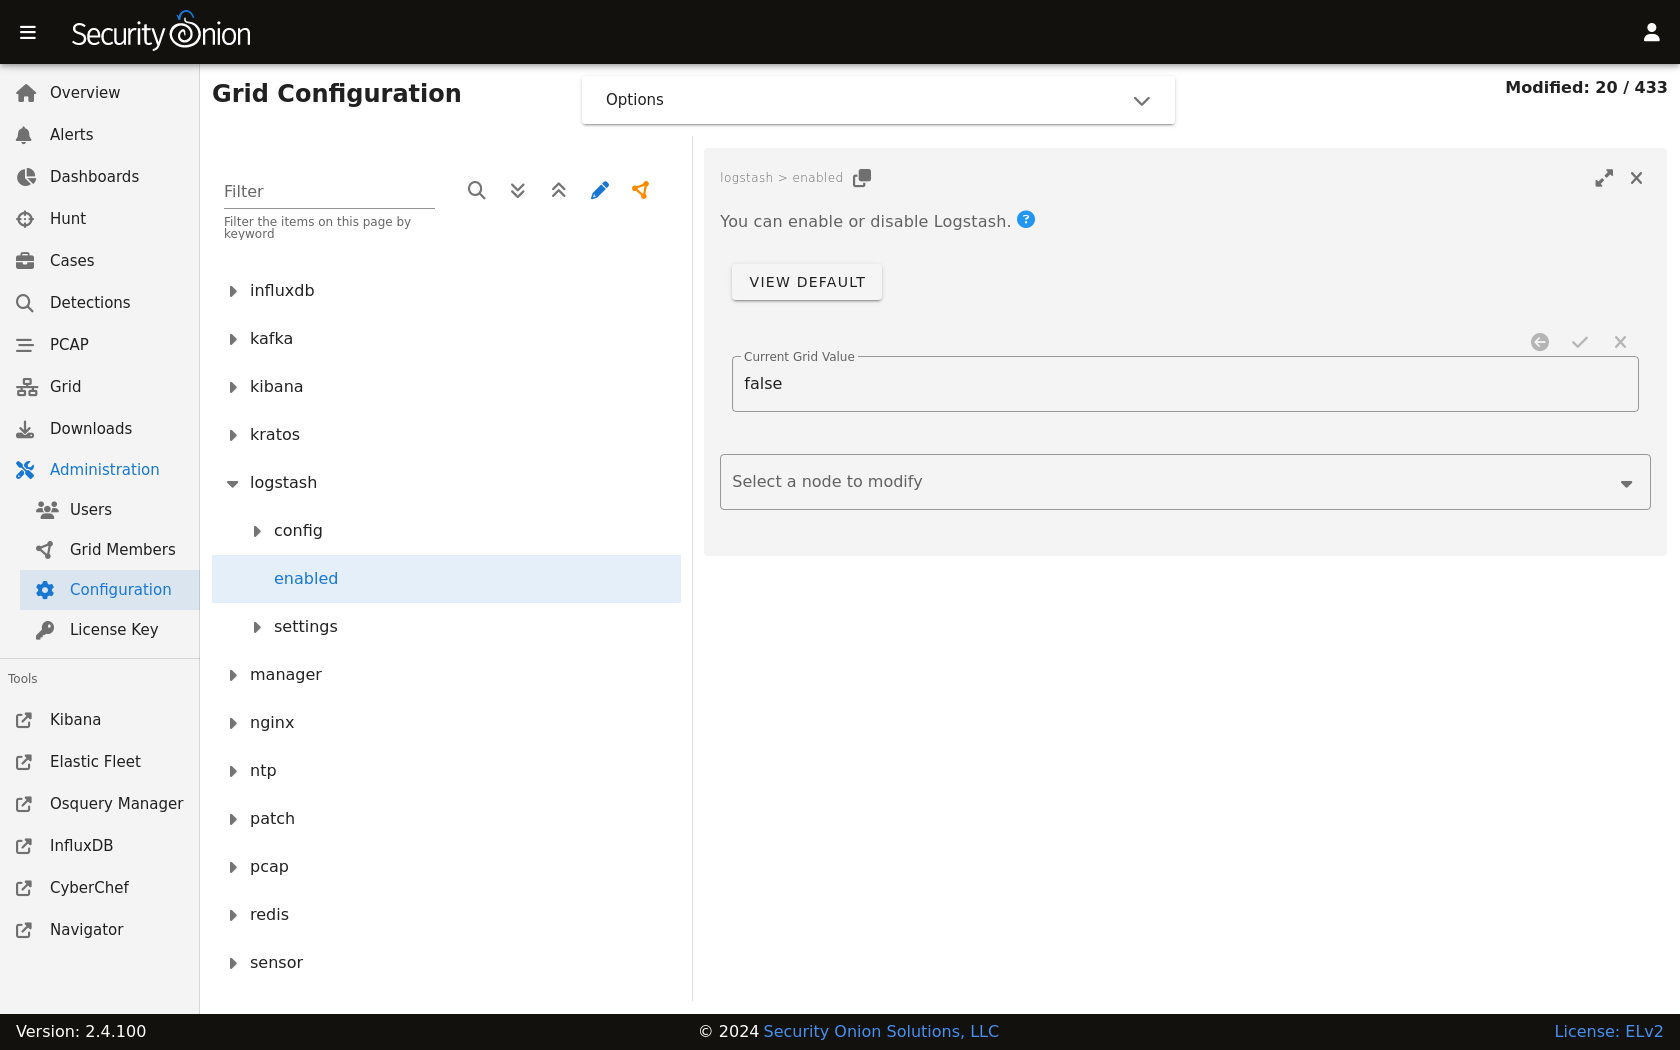 Security Onion
Overview
Alerts
Dashboards
Hunt
Cases
Detections
PCAP
Grid
Downloads
Administration
Users
Grid Members
Configuration
License Key
Tools
Kibana
Elastic Fleet
Osquery Manager
InfluxDB
CyberChef
Navigator
Grid Configuration
Options
Modified: 20 / 433
Filter
Filter the items on this page by
keyword
influxdb
kafka
kibana
kratos
logstash
config
enabled
settings
manager
nginx
ntp
patch
pcap
redis
sensor
logstash > enabled
You can enable or disable Logstash. ?
VIEW DEFAULT
Current Grid Value
false
Select a node to modify
Version: 2.4.100
© 2024 Security Onion Solutions, LLC
License: ELv2